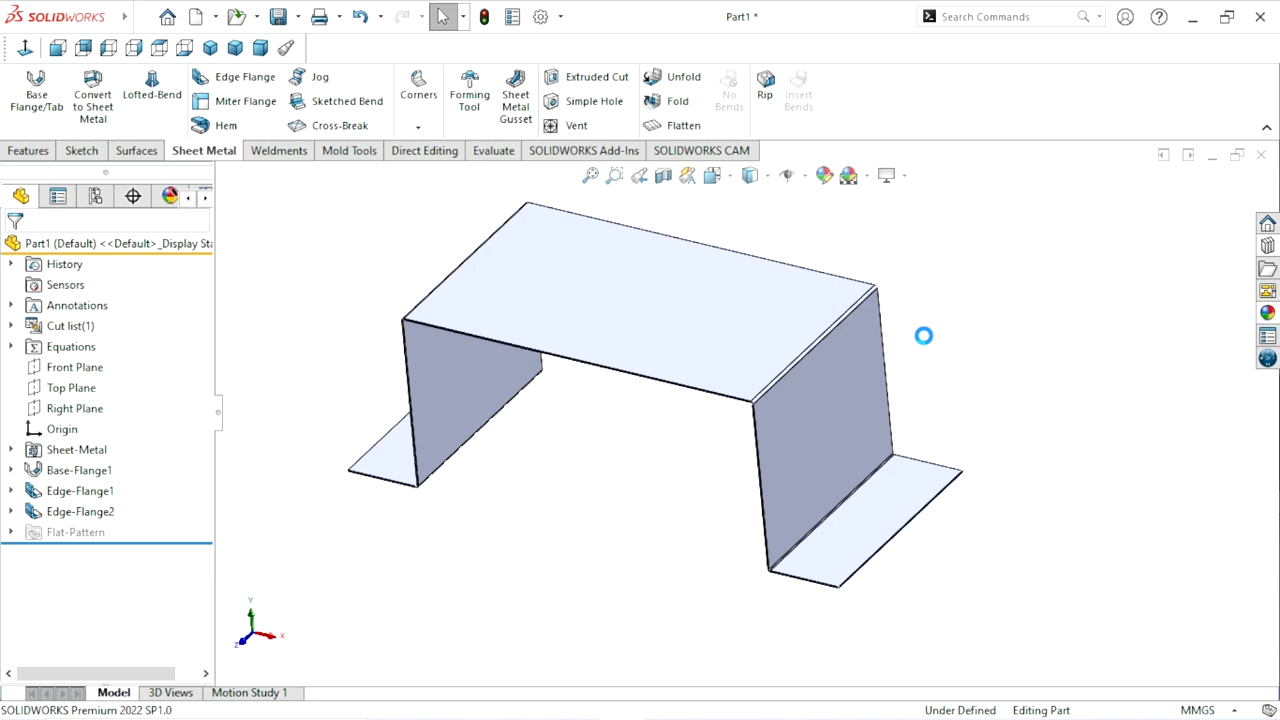 SOLIDWORKS
Part1 *
Search Commands
Base Flange/Tab
Convert to Sheet Metal
Lofted-Bend
Edge Flange
Miter Flange
Hem
Jog
Sketched Bend
Cross-Break
Corners
Forming Tool
Sheet Metal Gusset
Extruded Cut
Simple Hole
Vent
Unfold
Fold
Flatten
No Bends
Rip
Insert Bends
Features
Sketch
Surfaces
Sheet Metal
Weldments
Mold Tools
Direct Editing
Evaluate
SOLIDWORKS Add-Ins
SOLIDWORKS CAM
Part1 (Default) <<Default>_Display Sta
History
Sensors
Annotations
Cut list(1)
Equations
Front Plane
Top Plane
Right Plane
Origin
Sheet-Metal
Base-Flange1
Edge-Flange1
Edge-Flange2
Flat-Pattern
Y
X
Z
Model
3D Views
Motion Study 1
SOLIDWORKS Premium 2022 SP1.0
Under Defined
Editing Part
MMGS